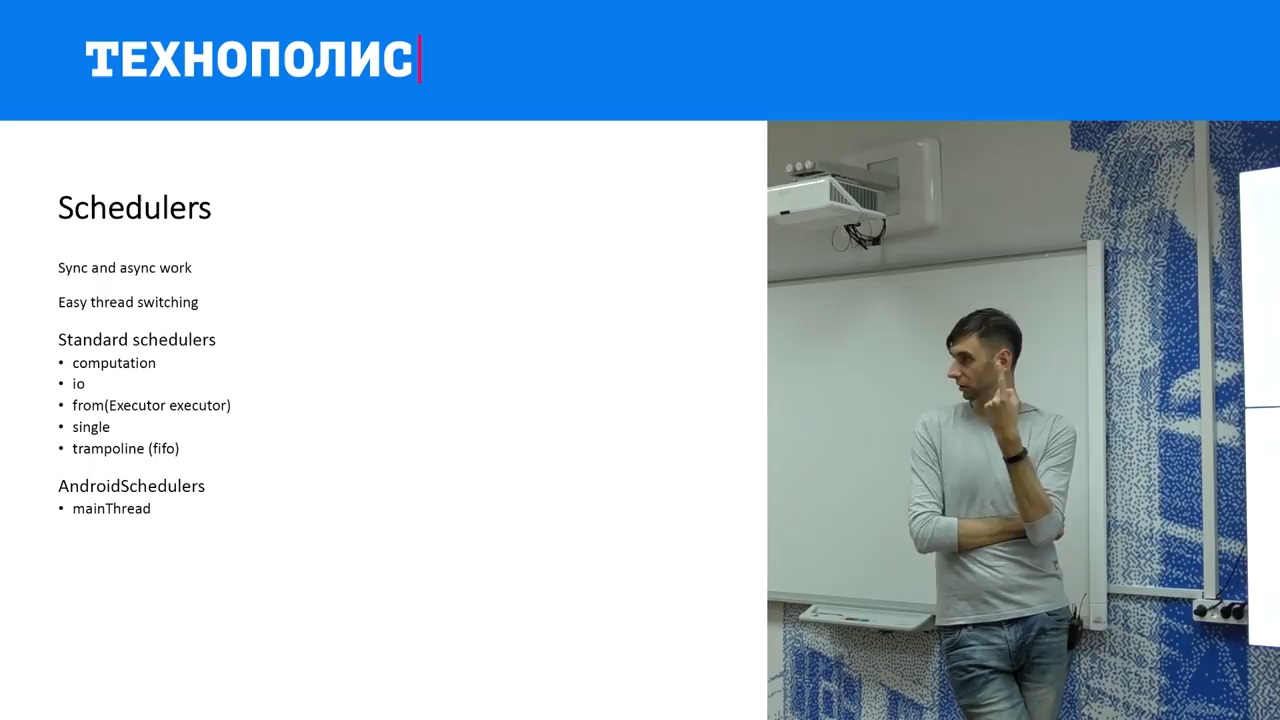 ТЕХНОПОЛИС
Schedulers
Sync and async work
Easy thread switching
Standard schedulers
• computation
• io
• from(Executor executor)
• single
• trampoline (fifo)
AndroidSchedulers
• mainThread